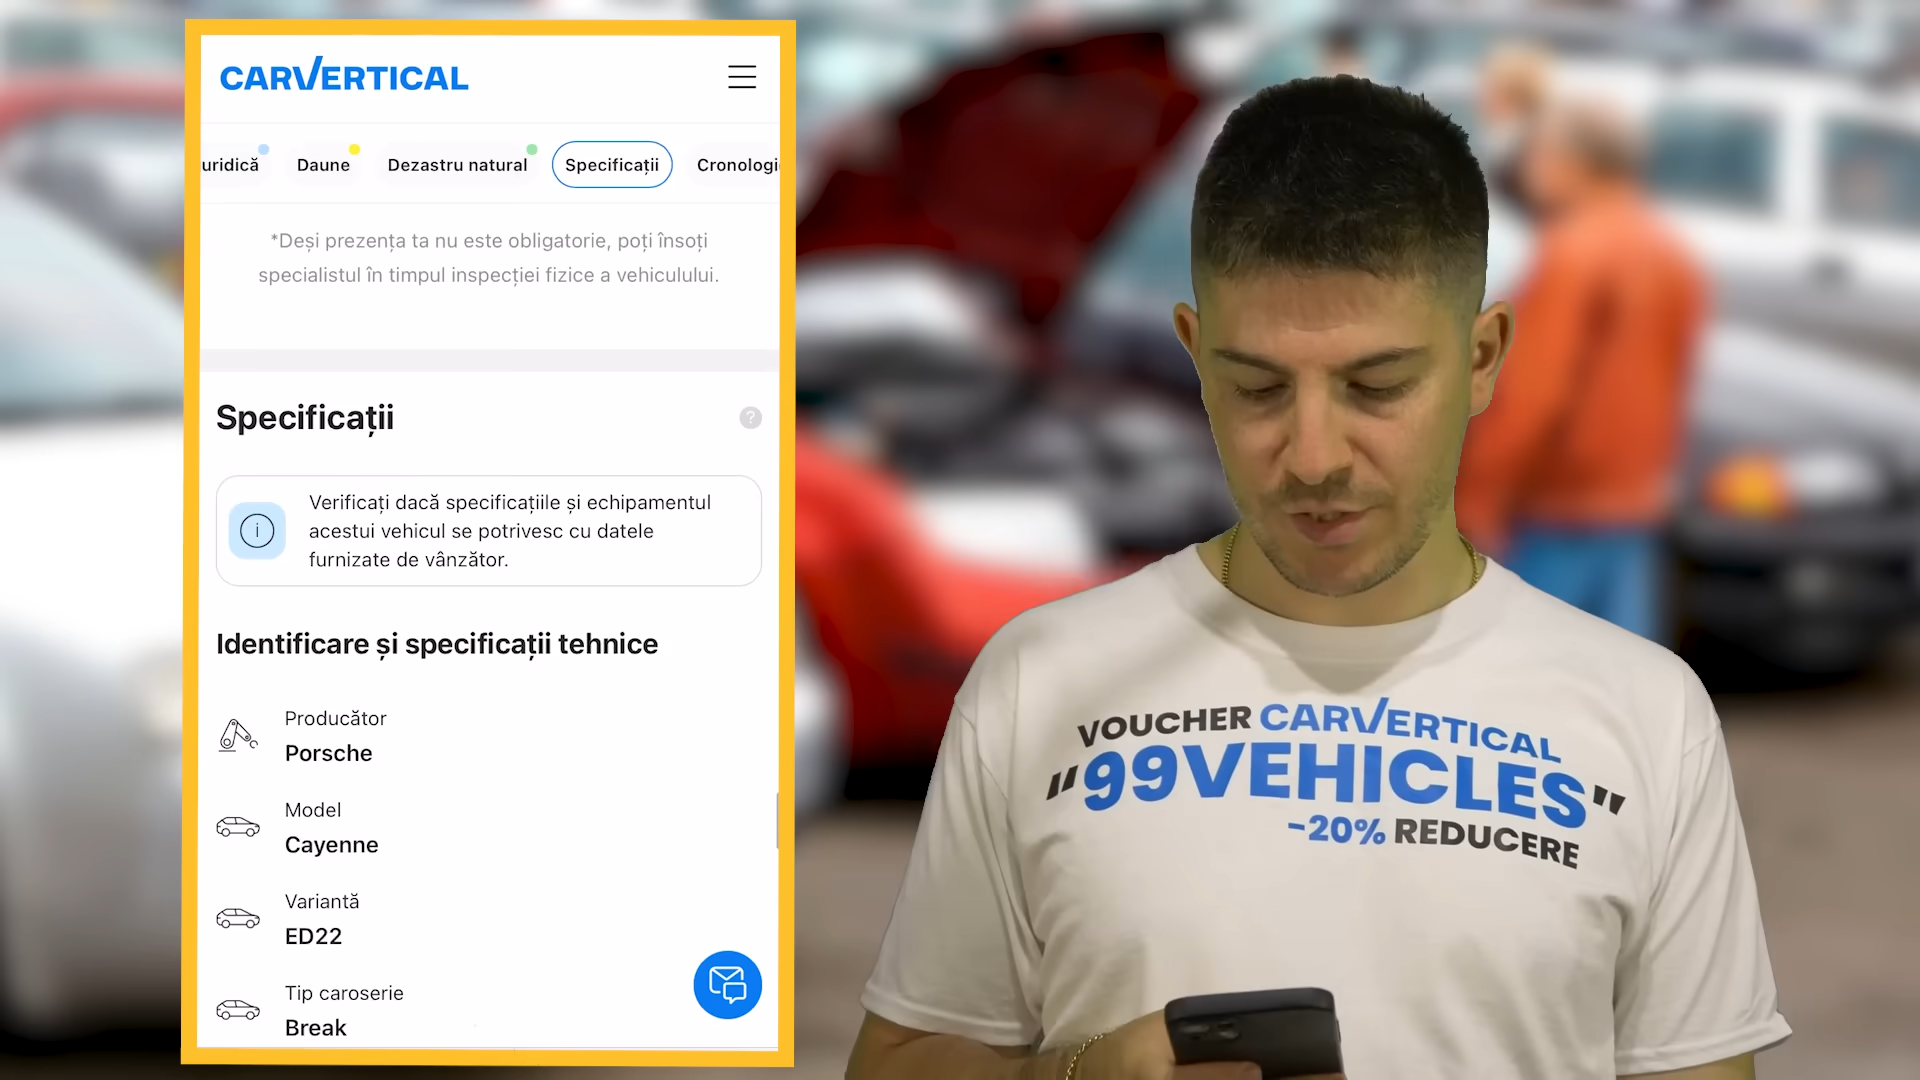 CARVERTICAL
uridică Daune Dezastru natural Specificații Cronologi
*Deși prezența ta nu este obligatorie, poți însoți
specialistul în timpul inspecției fizice a vehiculului.
Specificații
?
i
Verificați dacă specificațiile și echipamentul
acestui vehicul se potrivesc cu datele
furnizate de vânzător.
Identificare și specificații tehnice
Producător
Porsche
Model
Cayenne
Variantă
ED22
Tip caroserie
Break
VOUCHER CARVERTICAL
"99VEHICLES"
-20% REDUCERE